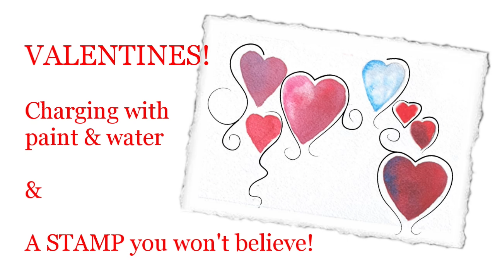 VALENTINES!
Charging with
paint & water
&
A STAMP you won't believe!